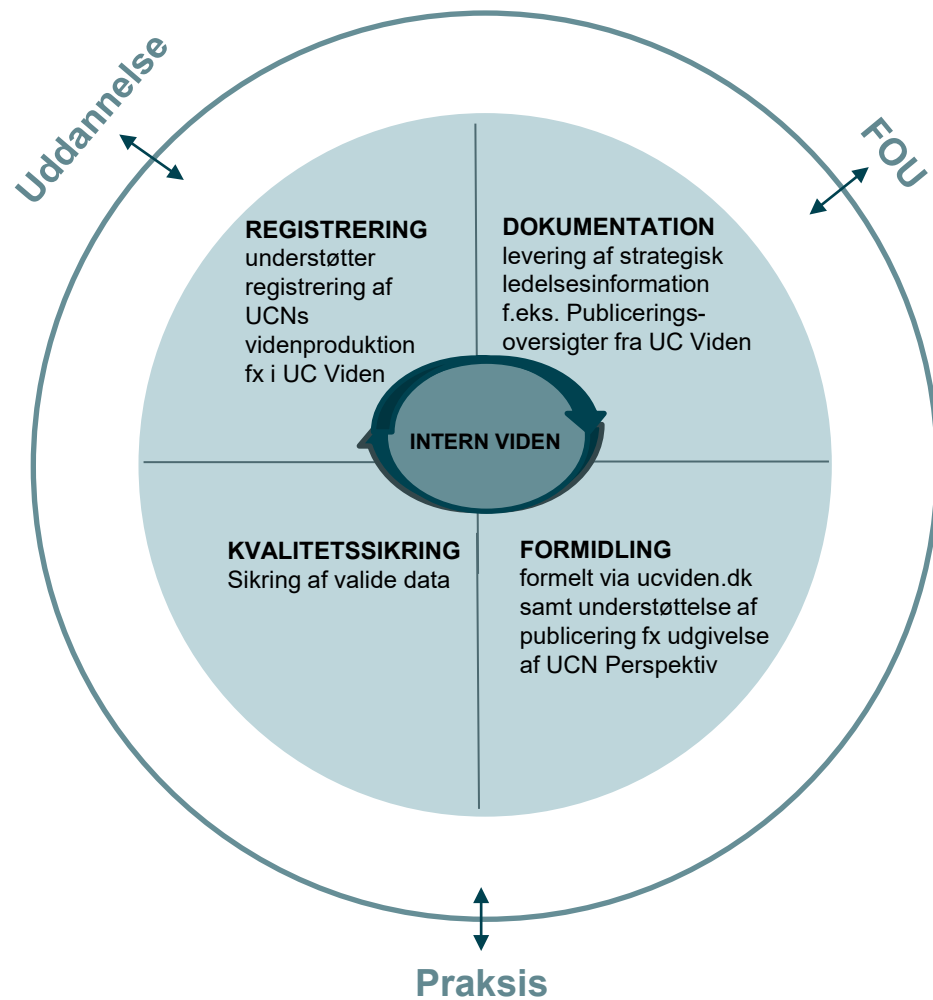 Uddannelse
FOU
REGISTRERING
understøtter
registrering af
UCNs
videnproduktion
fx i UC Viden
DOKUMENTATION
levering af strategisk
ledelsesinformation
f.eks. Publicerings-
oversigter fra UC Viden
INTERN VIDEN
KVALITETSSIKRING
Sikring af valide data
FORMIDLING
formelt via ucviden.dk
samt understøttelse af
publicering fx udgivelse
af UCN Perspektiv
Praksis